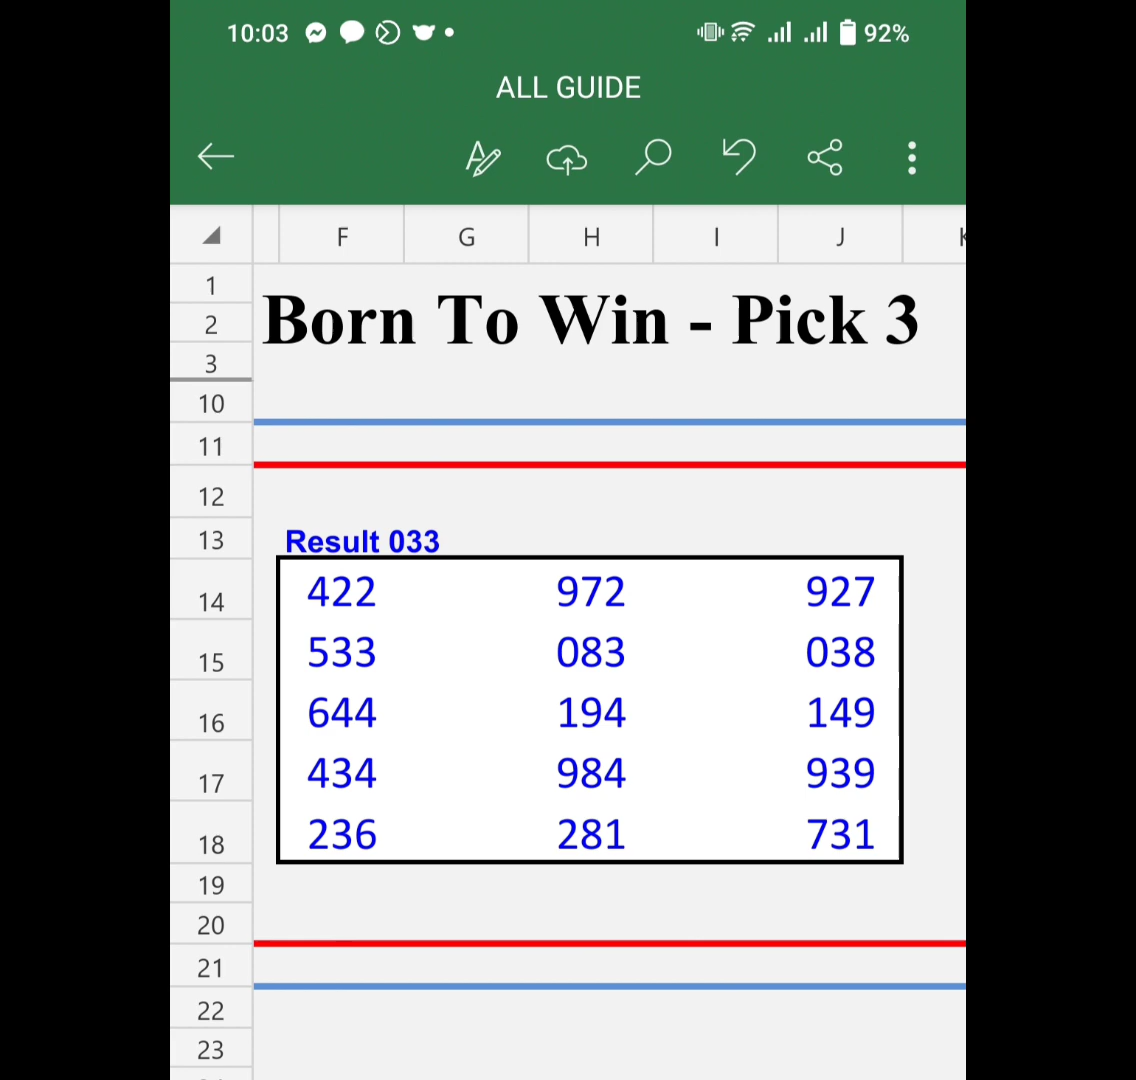 10:03 92%
ALL GUIDE
F G H I J K
1
Born To Win - Pick 3
2
3
10
11
12
13 Result 033
14 422 972 927
15 533 083 038
16 644 194 149
17 434 984 939
18 236 281 731
19
20
21
22
23